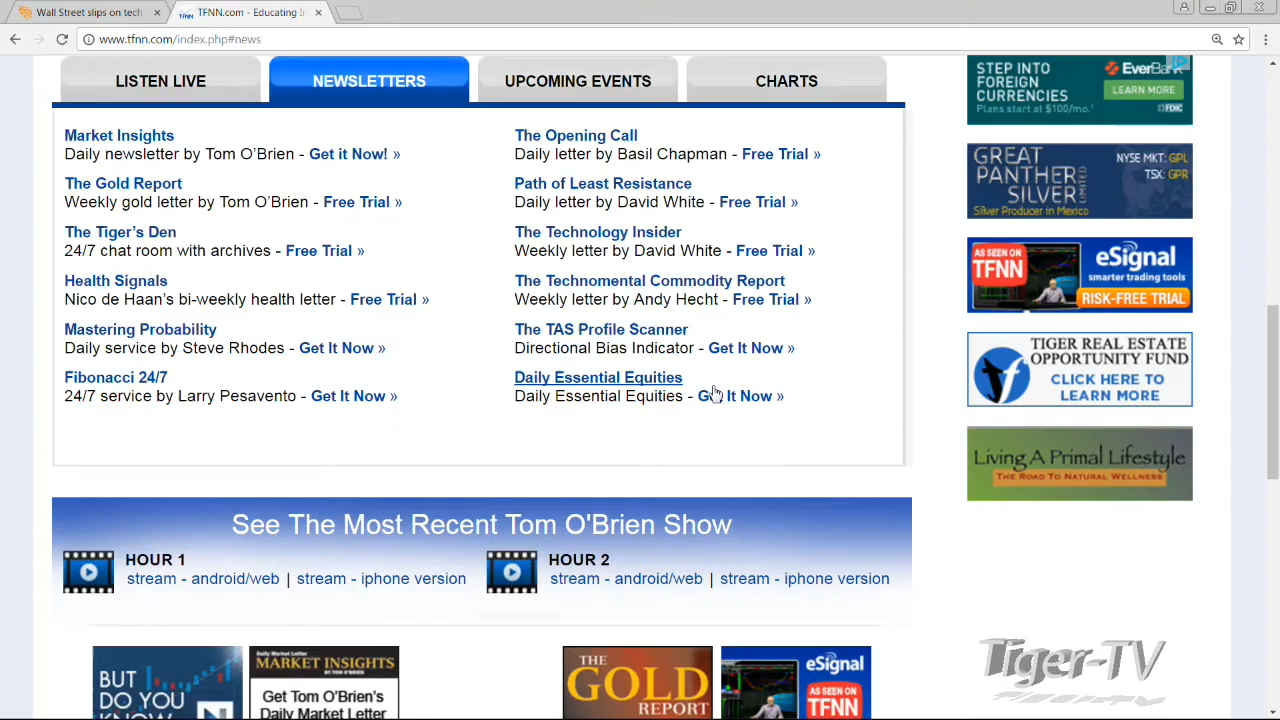 Wall Street slips on tech
TFNN.com - Educating In
www.tfnn.com/index.php#news
LISTEN LIVE
NEWSLETTERS
UPCOMING EVENTS
CHARTS
Market Insights
Daily newsletter by Tom O'Brien - Get it Now! »
The Gold Report
Weekly gold letter by Tom O'Brien - Free Trial »
The Tiger's Den
24/7 chat room with archives - Free Trial »
Health Signals
Nico de Haan's bi-weekly health letter - Free Trial »
Mastering Probability
Daily service by Steve Rhodes - Get It Now »
Fibonacci 24/7
24/7 service by Larry Pesavento - Get It Now »
The Opening Call
Daily letter by Basil Chapman - Free Trial »
Path of Least Resistance
Daily letter by David White - Free Trial »
The Technology Insider
Weekly letter by David White - Free Trial »
The Technomental Commodity Report
Weekly letter by Andy Hecht - Free Trial »
The TAS Profile Scanner
Directional Bias Indicator - Get It Now »
Daily Essential Equities
Daily Essential Equities - Get It Now »
STEP INTO
FOREIGN
CURRENCIES
Plans start at $100/mo.¹
EverBank
LEARN MORE
FDIC
GREAT
PANTHER
SILVER
LIMITED
Silver Producer in Mexico
NYSE MKT: GPL
TSX: GPR
AS SEEN ON
TFNN
eSignal
smarter trading tools
RISK-FREE TRIAL
TIGER REAL ESTATE
OPPORTUNITY FUND
CLICK HERE TO
LEARN MORE
LIVING A PRIMAL LIFESTYLE
THE ROAD TO NATURAL WELLNESS
See The Most Recent Tom O'Brien Show
HOUR 1
stream - android/web | stream - iphone version
HOUR 2
stream - android/web | stream - iphone version
BUT
DO YOU
KNOW
Daily Market Letter
MARKET INSIGHTS
BY TOM O'BRIEN
Get Tom O'Brien's
Daily Market Letter
THE
GOLD
REPORT
eSignal
AS SEEN ON
TFNN
Tiger-TV